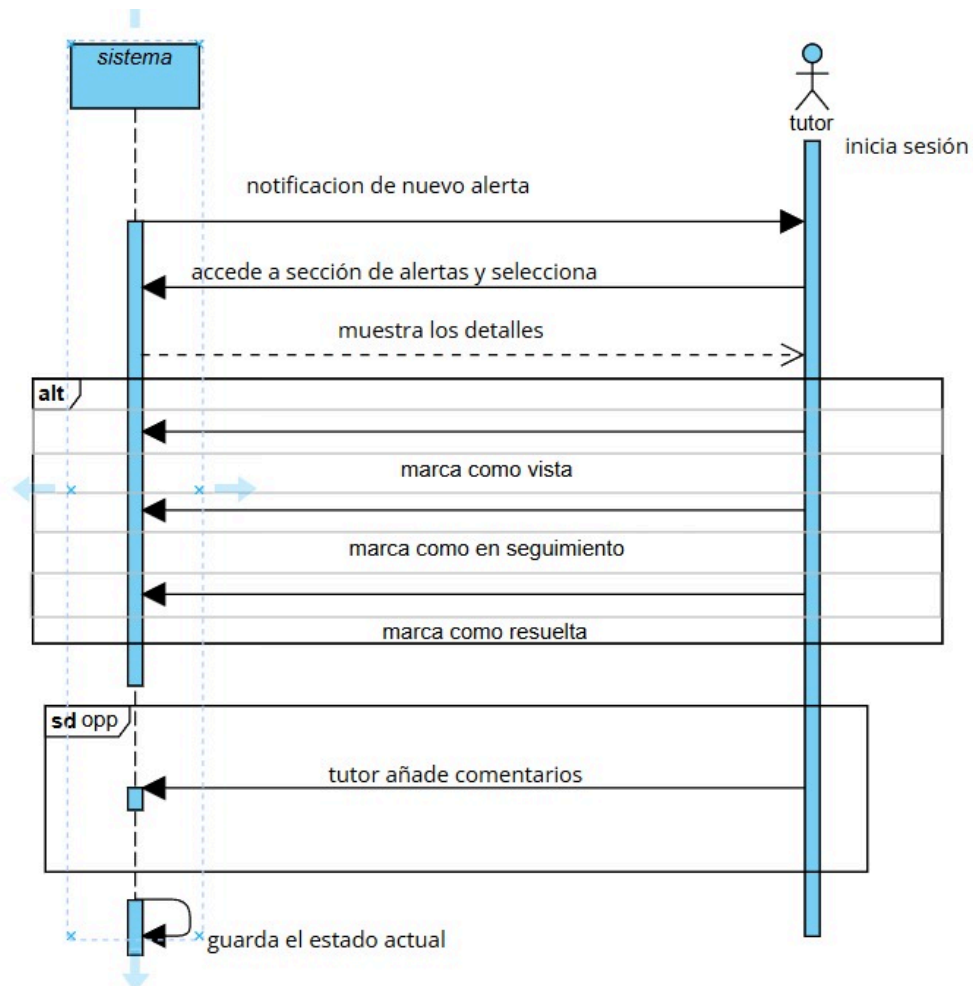 sistema
tutor
inicia sesión
notificacion de nuevo alerta
accede a sección de alertas y selecciona
muestra los detalles
alt
marca como vista
marca como en seguimiento
marca como resuelta
sd opp
tutor añade comentarios
guarda el estado actual